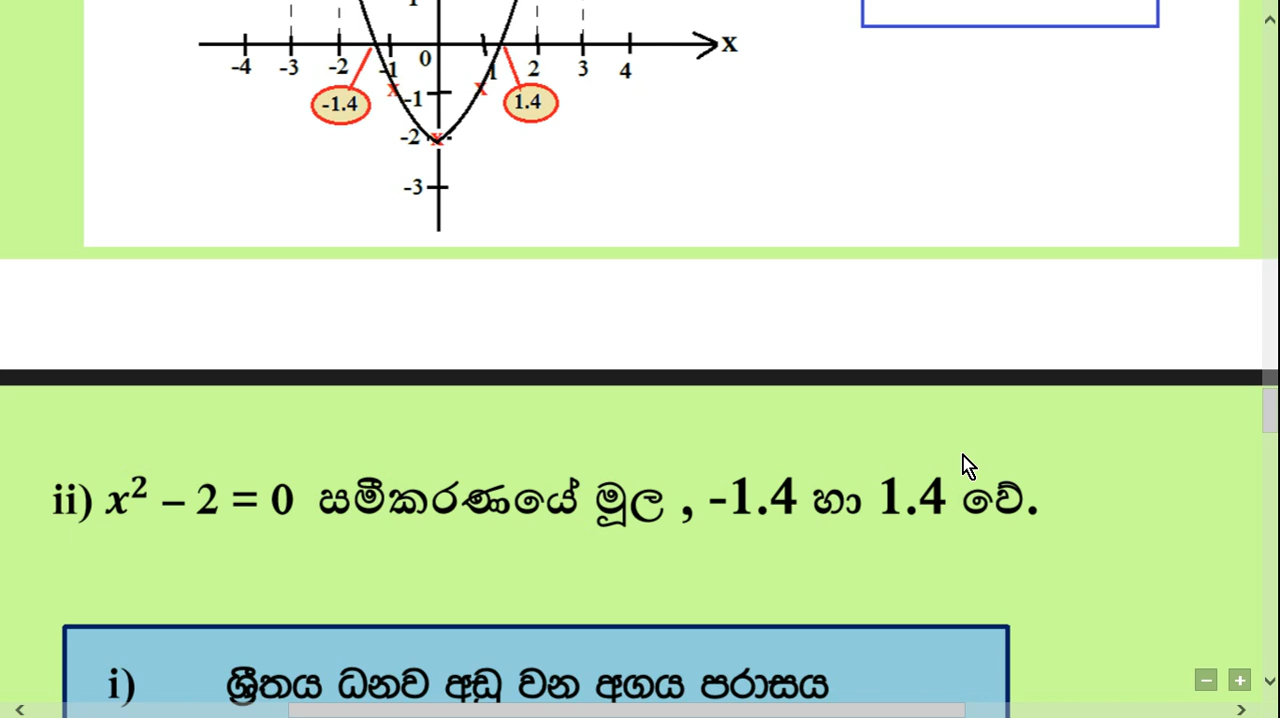 x
-4 -3 -2 -1 0 1 2 3 4
-1.4 -1 1.4
-2
-3
ii) x² – 2 = 0 සමීකරණයේ මූල , -1.4 හා 1.4 වේ.
i) ශ්‍රිතය ධනව අඩු වන අගය පරාසය